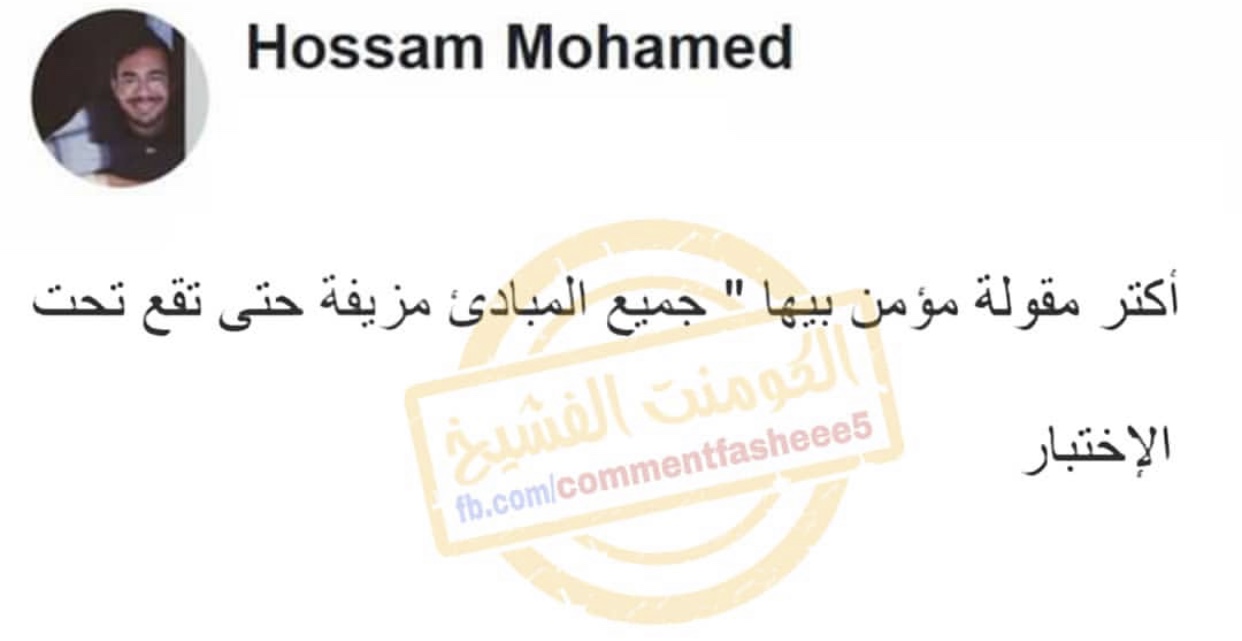 Hossam Mohamed
أكتر مقولة مؤمن بيها " جميع المبادئ مزيفة حتى تقع تحت
الإختبار
الكومنت الفشيخ
fb.com/commentfasheee5